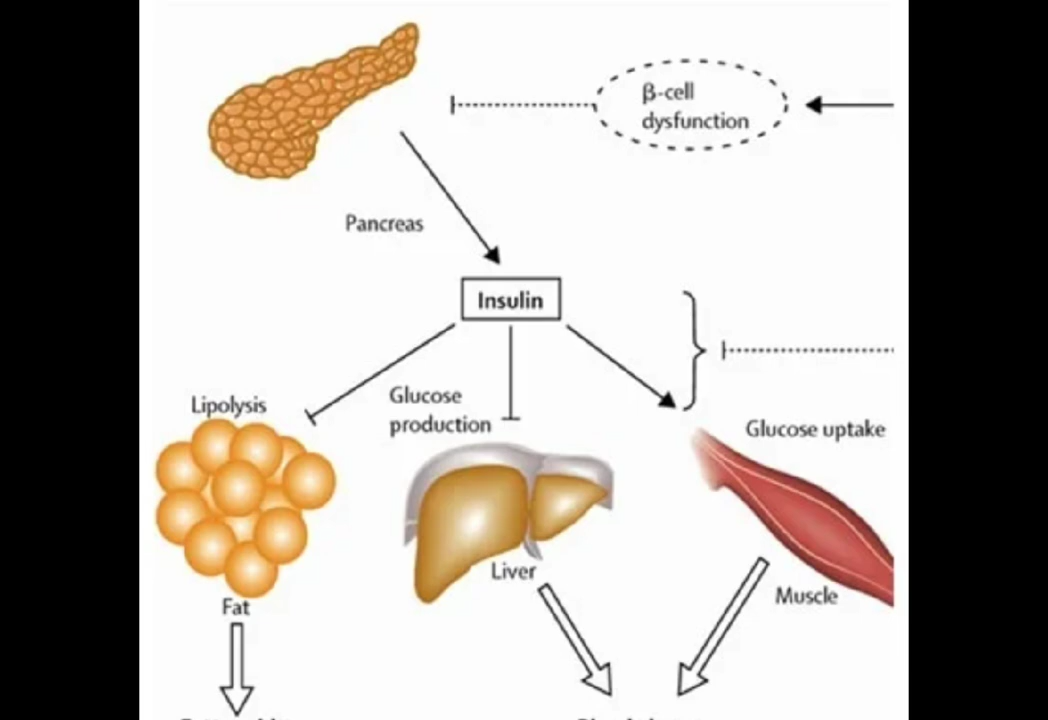 β-cell
dysfunction
Pancreas
Insulin
Lipolysis
Glucose
production
Glucose uptake
Liver
Muscle
Fat